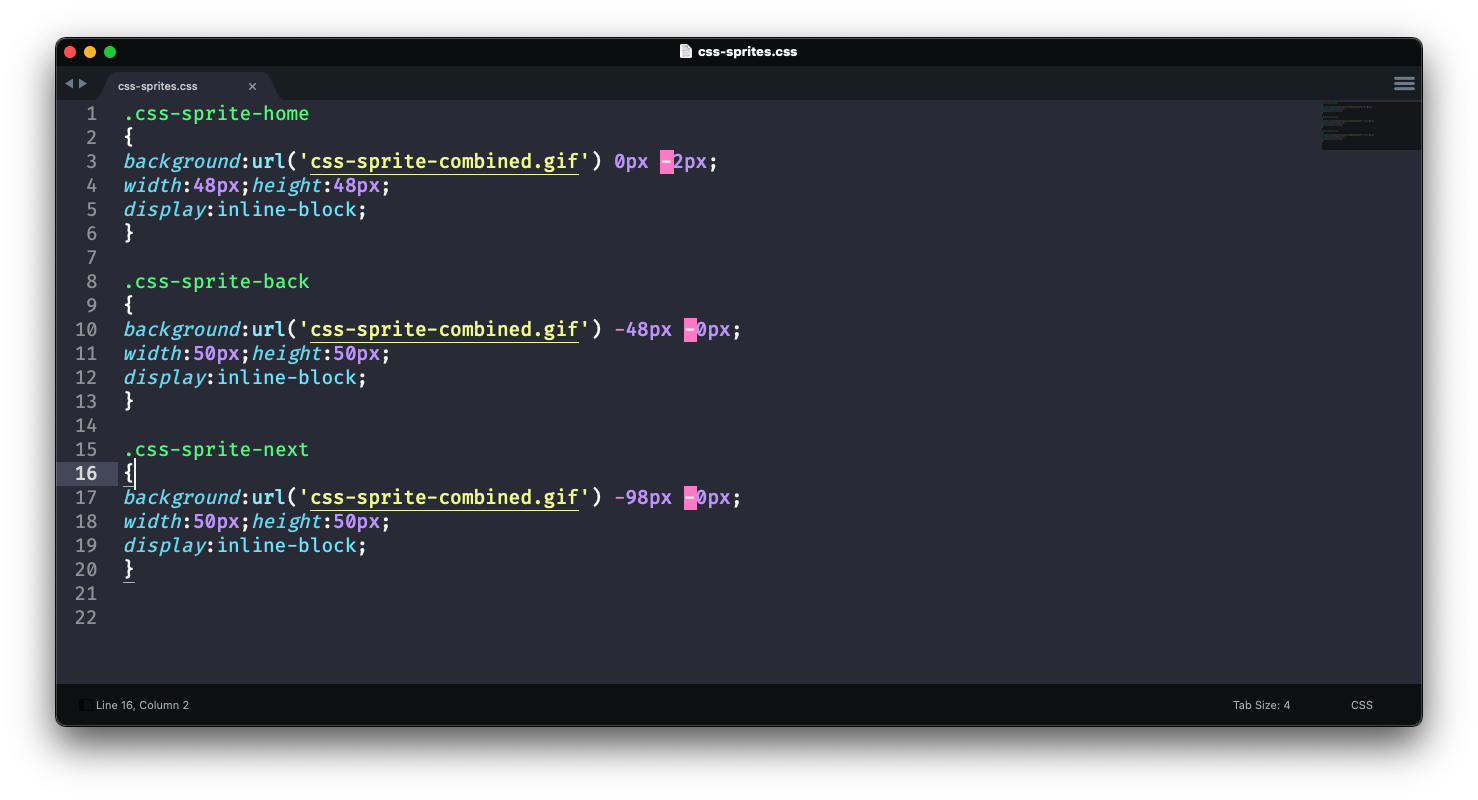 css-sprites.css
css-sprites.css ×
1 .css-sprite-home
2 {
3 background:url('css-sprite-combined.gif') 0px -2px;
4 width:48px;height:48px;
5 display:inline-block;
6 }
7
8 .css-sprite-back
9 {
10 background:url('css-sprite-combined.gif') -48px -0px;
11 width:50px;height:50px;
12 display:inline-block;
13 }
14
15 .css-sprite-next
16 {
17 background:url('css-sprite-combined.gif') -98px -0px;
18 width:50px;height:50px;
19 display:inline-block;
20 }
21
22
Line 16, Column 2 Tab Size: 4 CSS